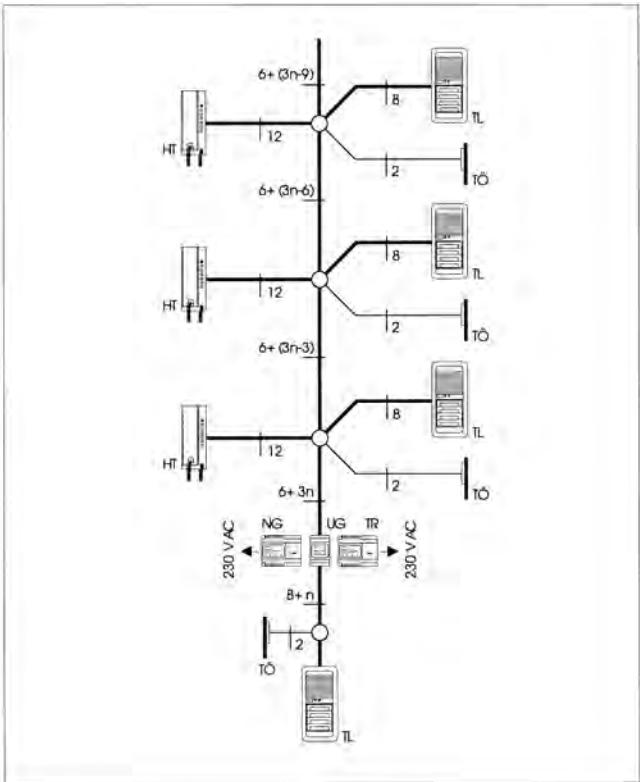 6+ (3n-9)
8
TL
12
HT
2
TÖ
6+ (3n-6)
8
TL
12
HT
2
TÖ
6+ (3n-3)
8
TL
12
HT
2
TÖ
6+ 3n
NG UG TR
230 V AC
230 V AC
8+ n
2
TÖ
TL